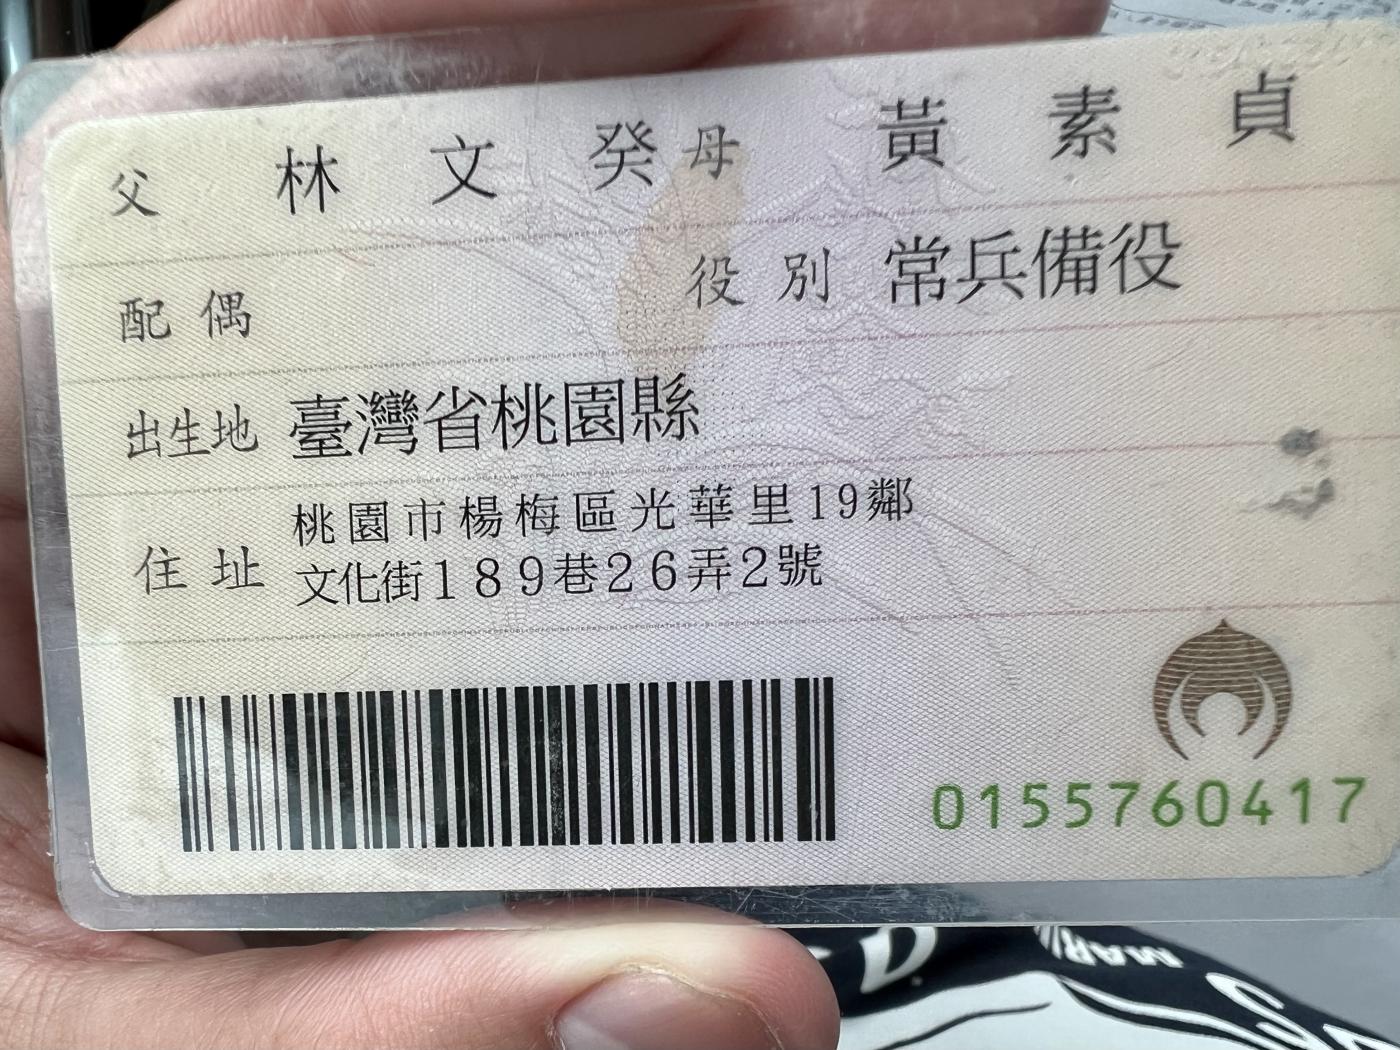 父 林文癸 母 黃素貞
配偶 役別 常兵備役
出生地 臺灣省桃園縣
住址 桃園市楊梅區光華里19鄰
文化街189巷26弄2號
0155760417
MAR